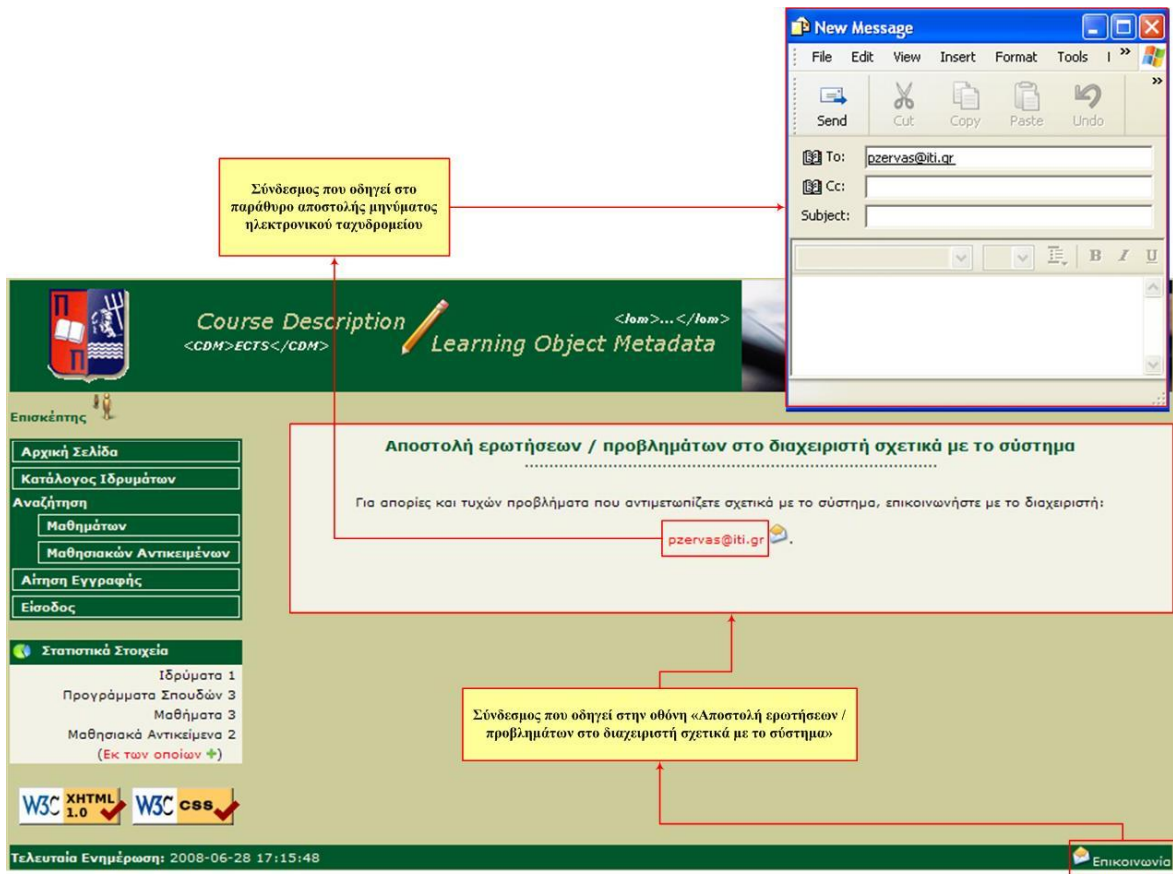 New Message
File Edit View Insert Format Tools »
»
Send Cut Copy Paste Undo
To: pzervas@iti.gr
Cc:
Subject:
B I U
Σύνδεσμος που οδηγεί στο
παράθυρο αποστολής μηνύματος
ηλεκτρονικού ταχυδρομείου
Π Π
Course Description <lom>...</lom>
<CDM>ECTS</CDM> Learning Object Metadata
Επισκέπτης
Αρχική Σελίδα
Κατάλογος Ιδρυμάτων
Αναζήτηση
Μαθημάτων
Μαθησιακών Αντικειμένων
Αίτηση Εγγραφής
Είσοδος
Αποστολή ερωτήσεων / προβλημάτων στο διαχειριστή σχετικά με το σύστημα
Για απορίες και τυχών προβλήματα που αντιμετωπίζετε σχετικά με το σύστημα, επικοινωνήστε με το διαχειριστή:
pzervas@iti.gr .
Στατιστικά Στοιχεία
Ιδρύματα 1
Προγράμματα Σπουδών 3
Μαθήματα 3
Μαθησιακά Αντικείμενα 2
(Εκ των οποίων +)
Σύνδεσμος που οδηγεί στην οθόνη «Αποστολή ερωτήσεων /
προβλημάτων στο διαχειριστή σχετικά με το σύστημα»
W3C XHTML 1.0 W3C css
Τελευταία Ενημέρωση: 2008-06-28 17:15:48
Επικοινωνία